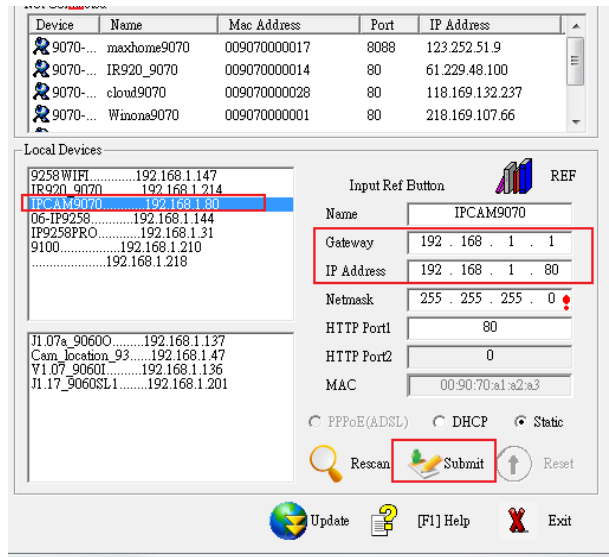 Device Name Mac Address Port IP Address
9070-... maxhome9070 009070000017 8088 123.252.51.9
9070-... IR920_9070 009070000014 80 61.229.48.100
9070-... cloud9070 009070000028 80 118.169.132.237
9070-... Winona9070 009070000001 80 218.169.107.66
Local Devices
9258WIFI............192.168.1.147
IR920_9070..........192.168.1.214
IPCAM9070...........192.168.1.80
06-IP9258...........192.168.1.144
IP9258PRO...........192.168.1.31
9100............192.168.1.210
..................192.168.1.218
J1.07a_9060O........192.168.1.137
Cam_location_93.....192.168.1.47
V1.07_9060I.........192.168.1.136
J1.17_9060SL1.......192.168.1.201
Input Ref Button REF
Name IPCAM9070
Gateway 192 . 168 . 1 . 1
IP Address 192 . 168 . 1 . 80
Netmask 255 . 255 . 255 . 0
HTTP Port1 80
HTTP Port2 0
MAC 00:90:70:a1:a2:a3
PPPoE(ADSL) DHCP Static
Rescan Submit Reset
Update [F1] Help Exit